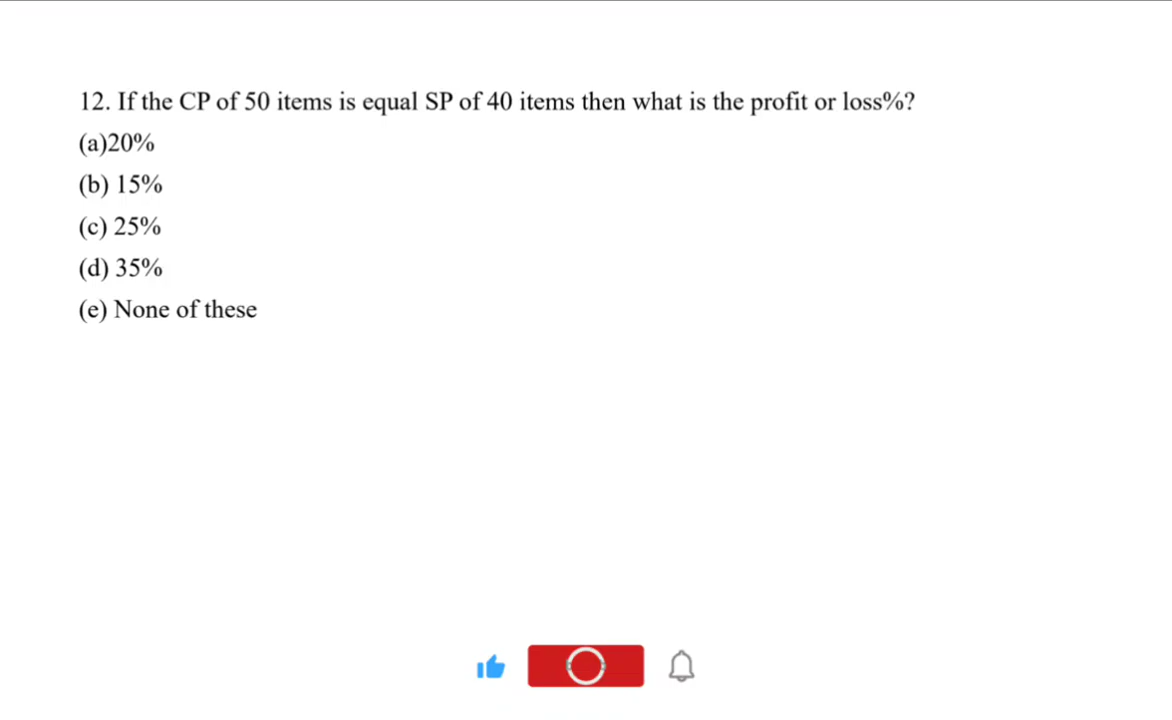 12. If the CP of 50 items is equal SP of 40 items then what is the profit or loss%?
(a)20%
(b) 15%
(c) 25%
(d) 35%
(e) None of these